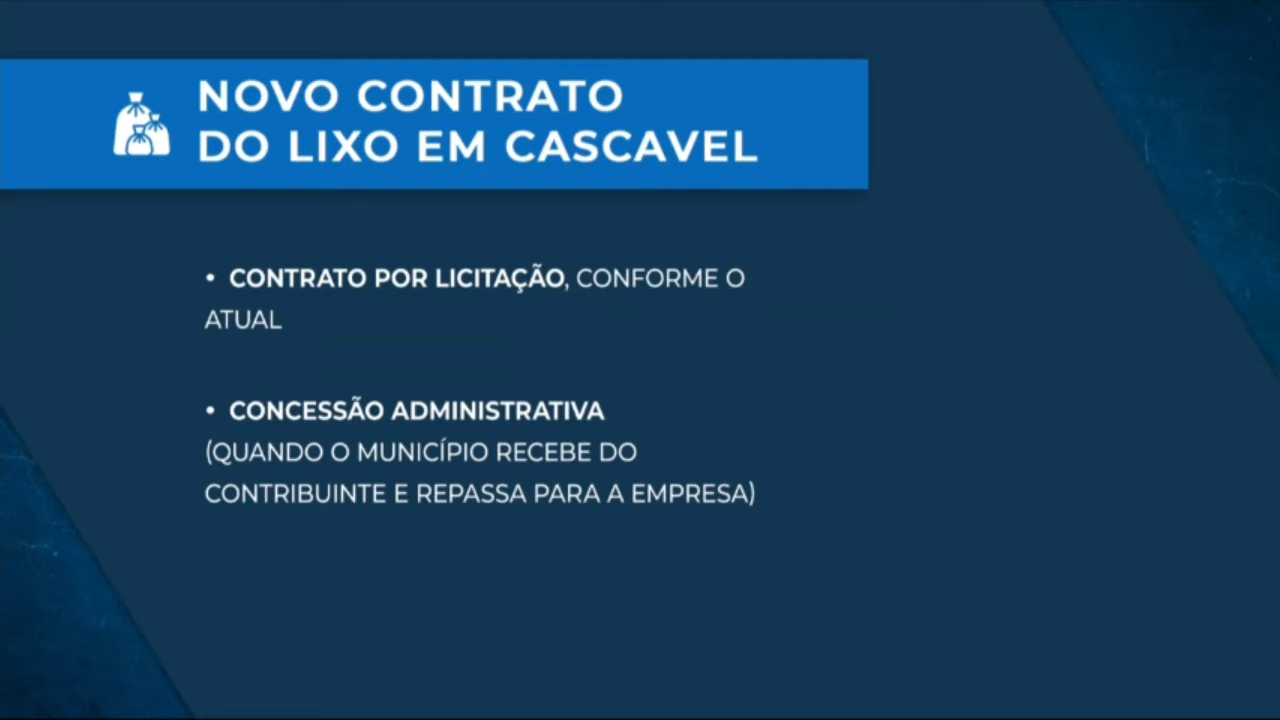 NOVO CONTRATO
DO LIXO EM CASCAVEL
• CONTRATO POR LICITAÇÃO, CONFORME O
ATUAL
• CONCESSÃO ADMINISTRATIVA
(QUANDO O MUNICÍPIO RECEBE DO
CONTRIBUINTE E REPASSA PARA A EMPRESA)